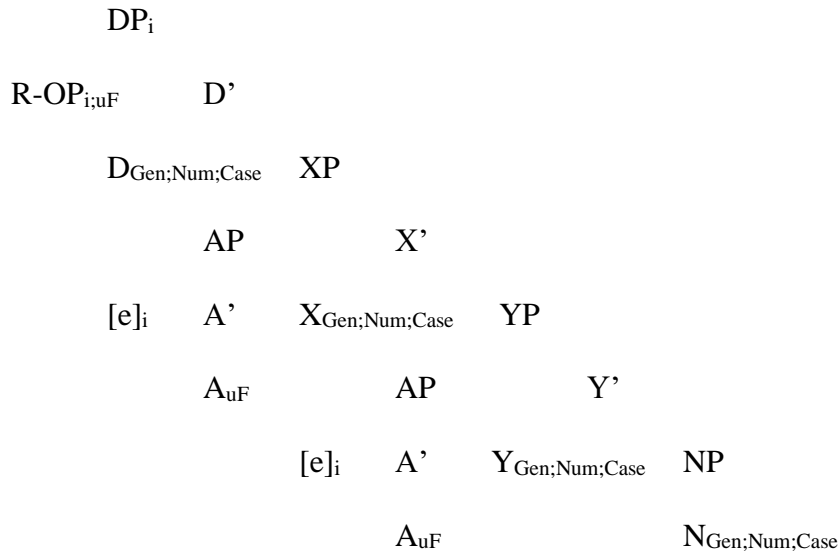 DPi
R-OPi;uF D’
DGen;Num;Case XP
AP X’
[e]i A’ XGen;Num;Case YP
AuF AP Y’
[e]i A’ YGen;Num;Case NP
AuF NGen;Num;Case